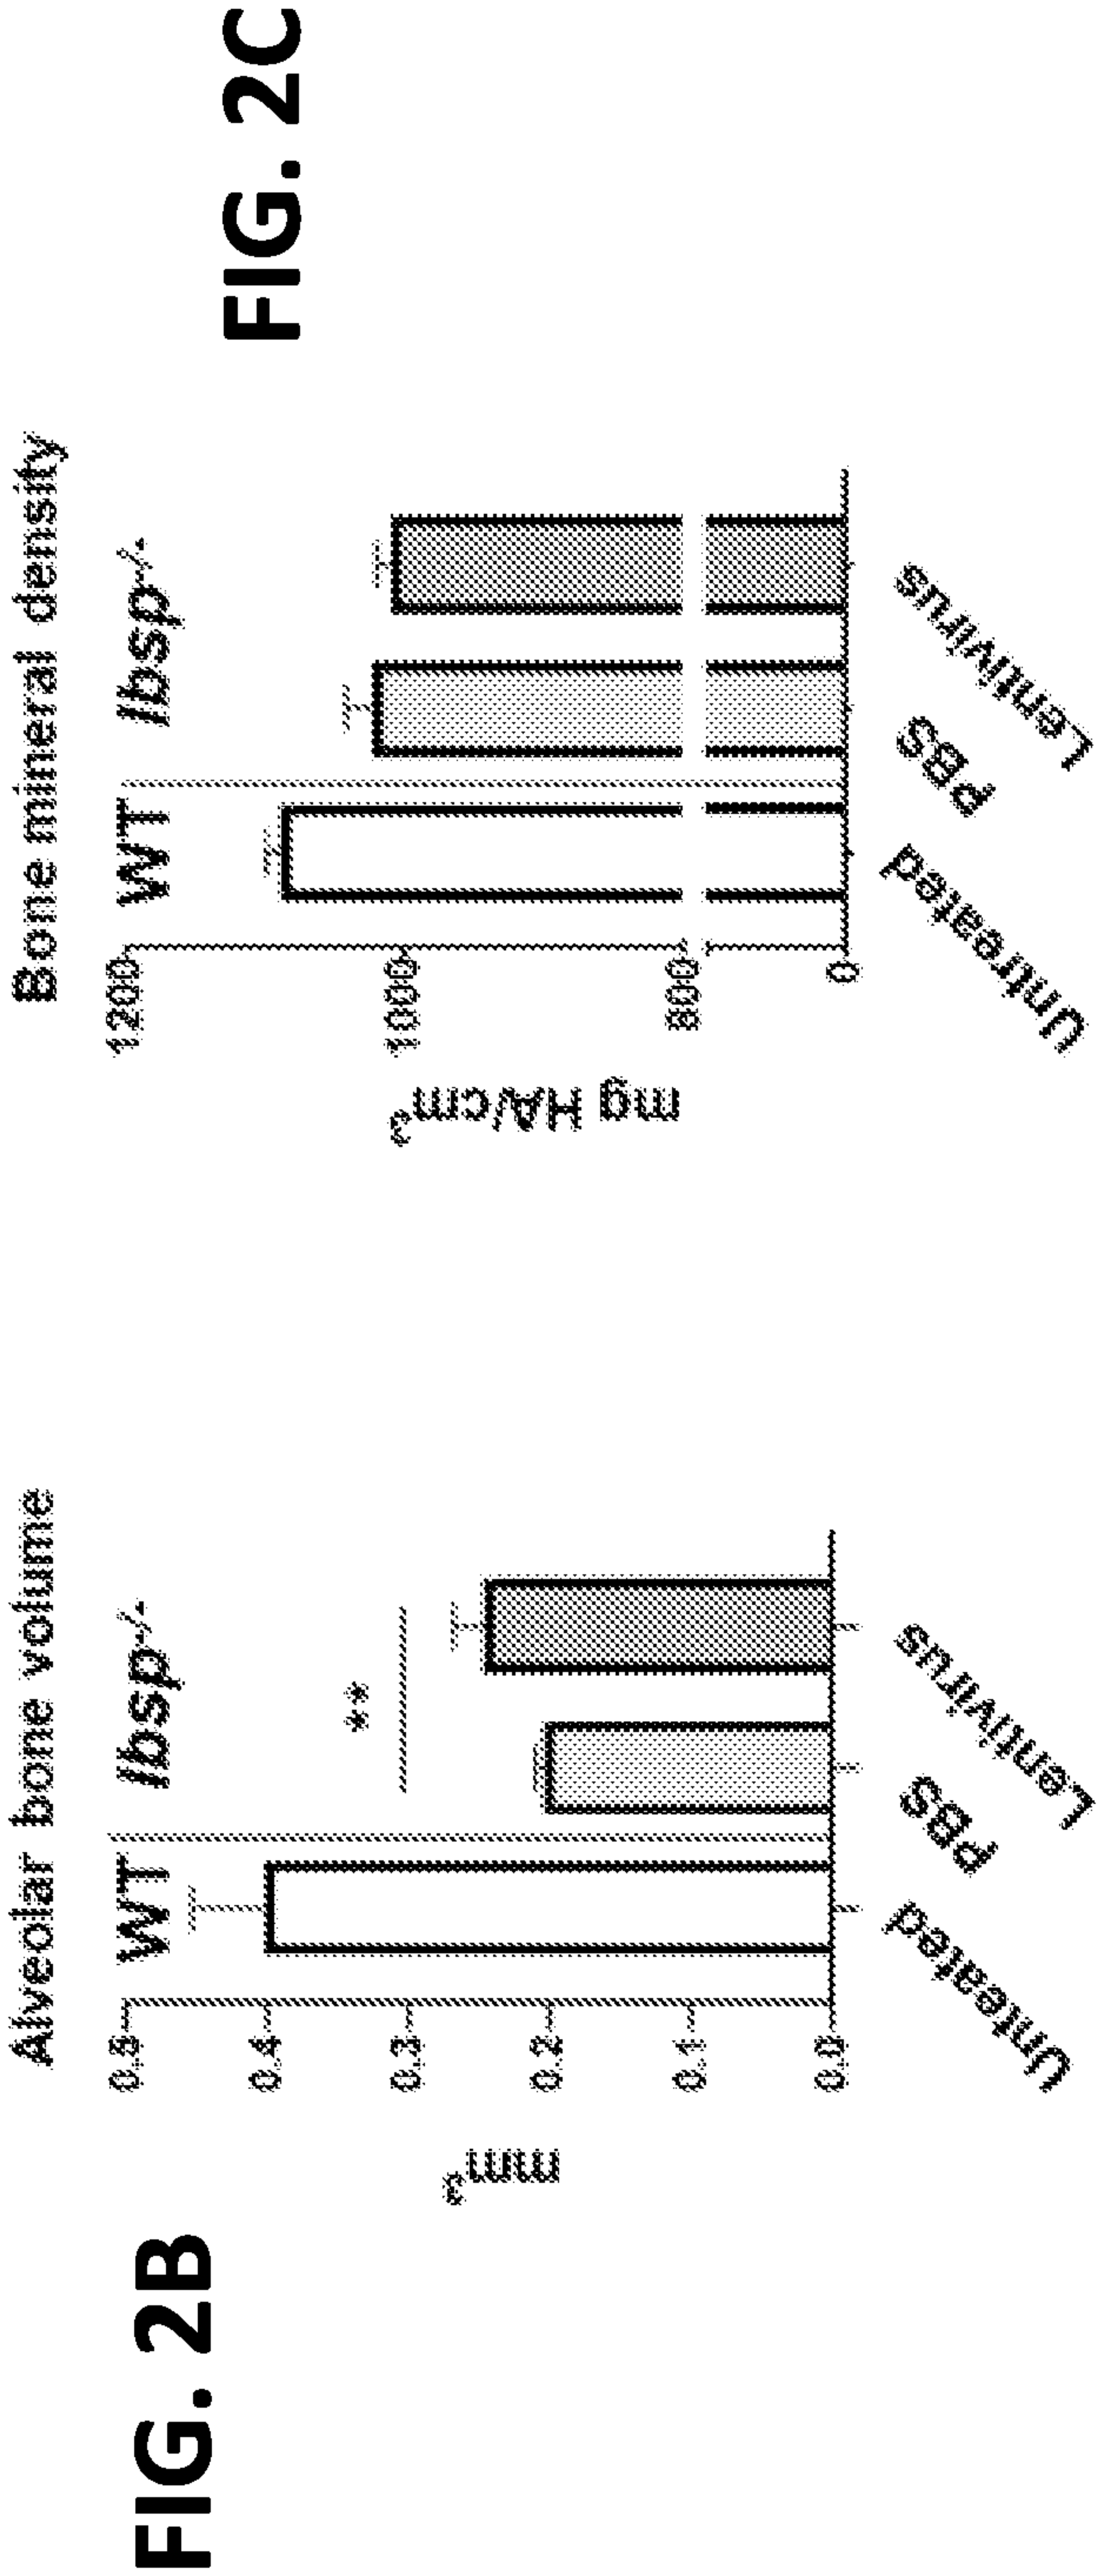 FIG. 2B
Alveolar bone volume
WT
Ibsp-/-
**
mm3
0.5
0.4
0.3
0.2
0.1
0.0
Unteated
PBS
Lentivirus
FIG. 2C
Bone mineral density
WT
Ibsp-/-
mg HA/cm3
1200
1000
800
0
Untreated
PBS
Lentivirus